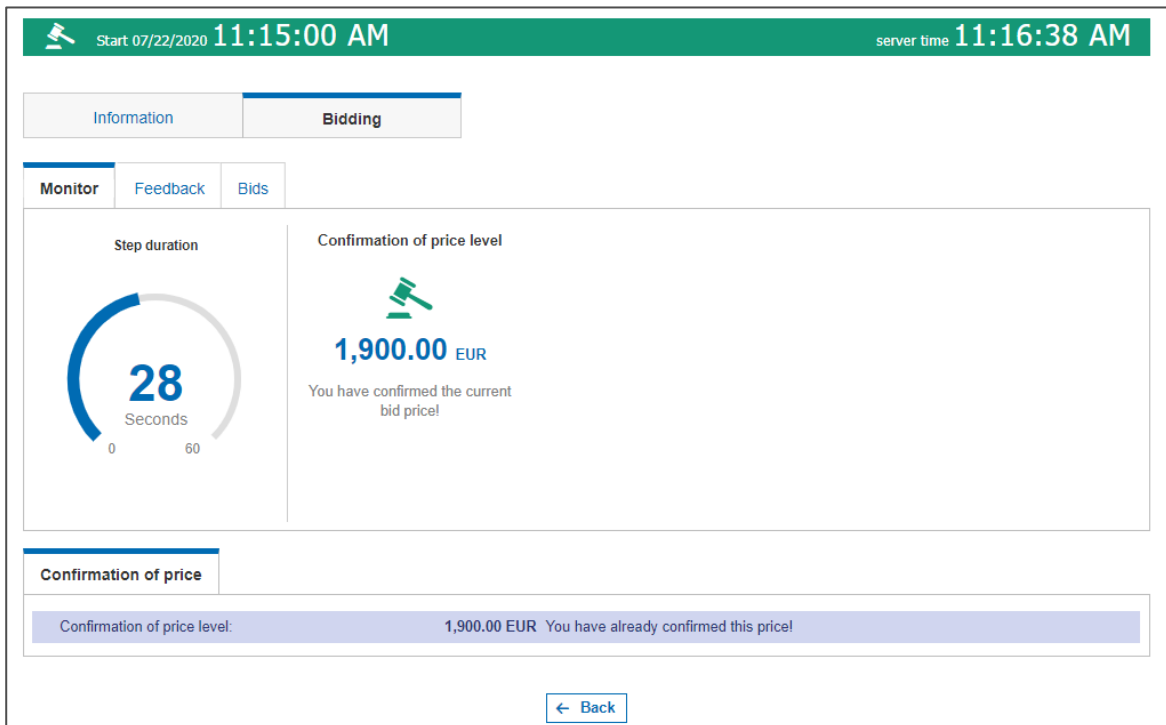 Start 07/22/2020 11:15:00 AM
server time 11:16:38 AM
Information
Bidding
Monitor
Feedback
Bids
Step duration
28
Seconds
0
60
Confirmation of price level
1,900.00 EUR
You have confirmed the current
bid price!
Confirmation of price
Confirmation of price level:
1,900.00 EUR You have already confirmed this price!
← Back